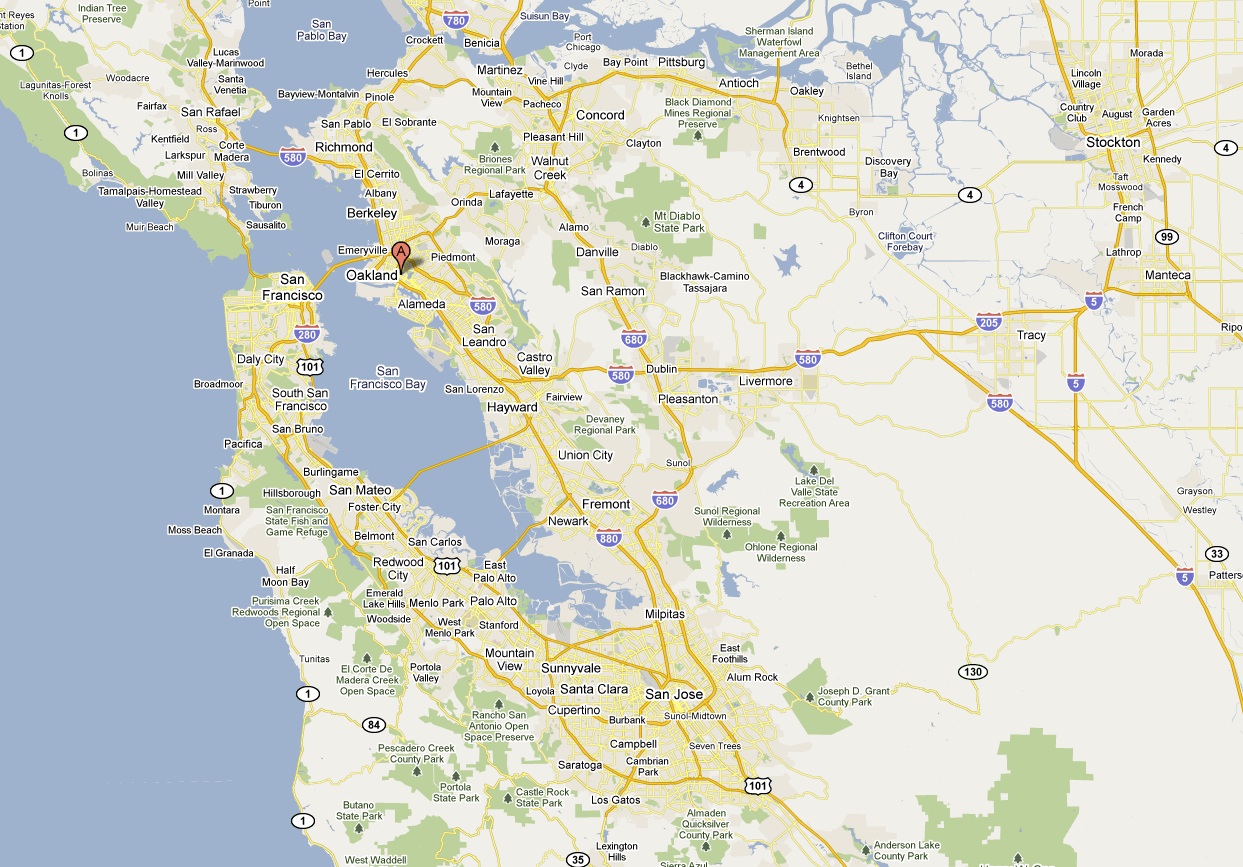 Point
Indian Tree
Preserve
nt Reyes
Station
1
San
Pablo Bay
780
Suisun Bay
Crockett
Benicia
Port
Chicago
Sherman Island
Waterfowl
Management Area
Morada
Lucas
Valley-Marinwood
Woodacre
Santa
Venetia
Lagunitas-Forest
Knolls
Hercules
Martinez
Clyde
Bay Point
Pittsburg
Bethel
Island
Lincoln
Village
Vine Hill
Antioch
Oakley
Fairfax
San Rafael
Bayview-Montalvin
Pinole
Mountain
View
Pacheco
Black Diamond
Mines Regional
Preserve
Country
Club
August
Garden
Acres
1
Ross
San Pablo
El Sobrante
Concord
Knightsen
Kentfield
Corte
Madera
Richmond
Pleasant Hill
Clayton
Stockton
4
Larkspur
580
Briones
Regional Park
Walnut
Creek
Brentwood
Discovery
Bay
Kennedy
Bolinas
Mill Valley
El Cerrito
Taft
Mosswood
Tamalpais-Homestead
Valley
Strawberry
Tiburon
Albany
Lafayette
4
4
Orinda
French
Camp
Muir Beach
Sausalito
Berkeley
Byron
Mt Diablo
State Park
Alamo
Clifton Court
Forebay
99
Emeryville
A
Piedmont
Moraga
Danville
Diablo
Lathrop
Oakland
San
Francisco
Blackhawk-Camino
Tassajara
Manteca
Alameda
580
San Ramon
5
280
San
Leandro
680
205
Tracy
Ripo
Daly City
101
Castro
Valley
580
580
Dublin
Livermore
Broadmoor
San
Francisco Bay
San Lorenzo
5
South San
Francisco
Hayward
Fairview
Pleasanton
580
Devaney
Regional Park
San Bruno
Pacifica
Union City
Sunol
Burlingame
Lake Del
Valle State
Recreation Area
1
Hillsborough
San Mateo
Grayson
Montara
San Francisco
State Fish and
Game Refuge
Foster City
Fremont
680
Westley
Moss Beach
Newark
Sunol Regional
Wilderness
Belmont
880
Ohlone Regional
Wilderness
El Granada
San Carlos
33
Half
Moon Bay
Redwood
City
101
East
Palo Alto
5
Patters
Purisima Creek
Redwoods Regional
Open Space
Emerald
Lake Hills
Menlo Park
Palo Alto
Woodside
West
Menlo Park
Stanford
Milpitas
Tunitas
El Corte De
Madera Creek
Open Space
Portola
Valley
Mountain
View
Sunnyvale
East
Foothills
130
Alum Rock
1
Loyola
Santa Clara
San Jose
Joseph D. Grant
County Park
84
Rancho San
Antonio Open
Space Preserve
Cupertino
Burbank
Sunol-Midtown
Pescadero Creek
County Park
Campbell
Seven Trees
Saratoga
Cambrian
Park
Portola
State Park
Castle Rock
State Park
Los Gatos
101
Butano
State Park
1
Almaden
Quicksilver
County Park
West Waddell
Lexington
Hills
35
Sierra Azul
Anderson Lake
County Park